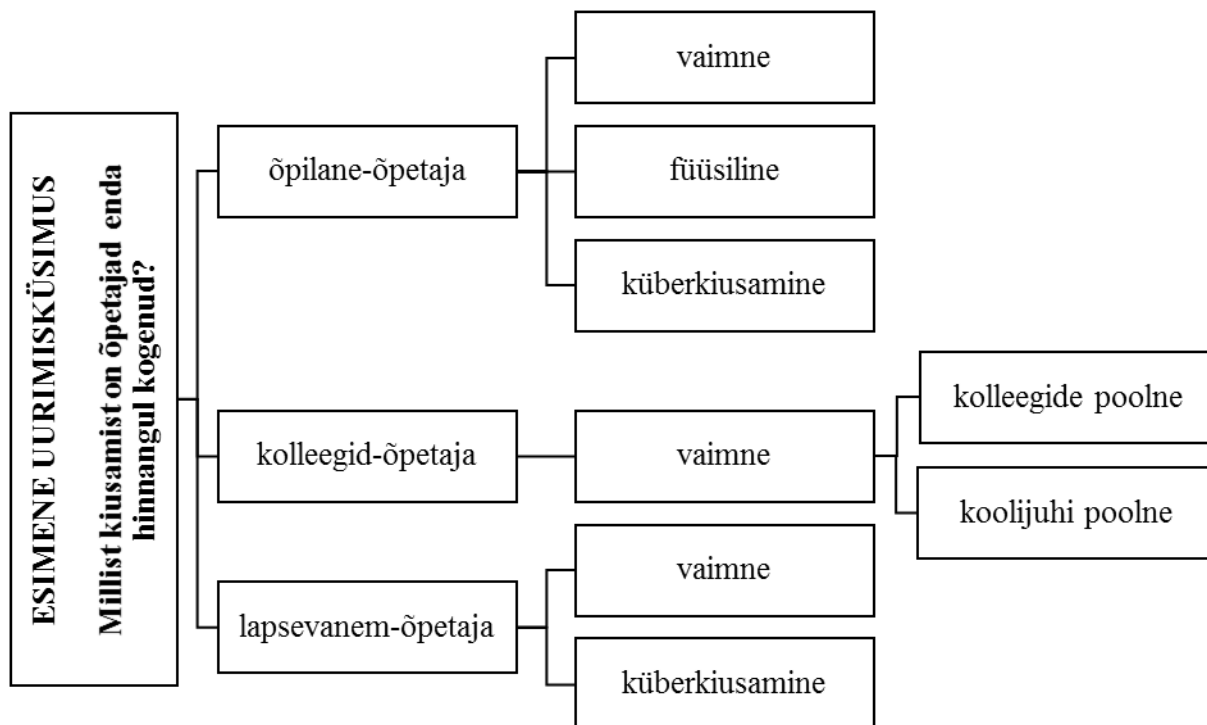 ESIMENE UURIMISKÜSIMUS
Millist kiusamist on õpetajad enda
hinnangul kogenud?
õpilane-õpetaja
vaimne
füüsiline
küberkiusamine
kolleegid-õpetaja
vaimne
kolleegide poolne
koolijuhi poolne
lapsevanem-õpetaja
vaimne
küberkiusamine